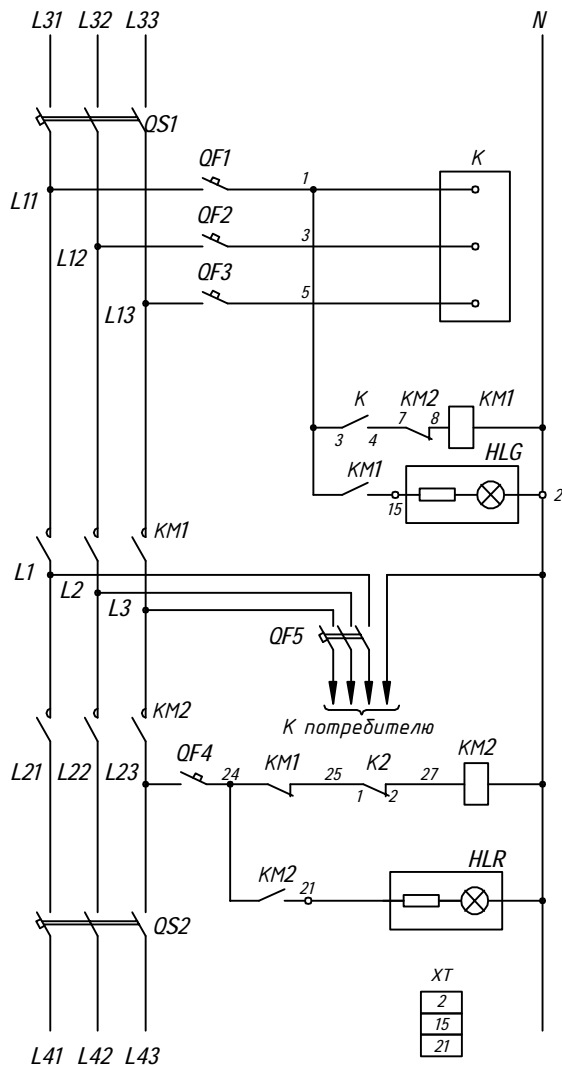 L31 L32 L33 N
QS1
QF1 1 K
L11
QF2 3
L12
QF3 5
L13
K KM2 KM1
3 4 7 8
KM1 HLG
15 2
KM1
L1 L2 L3
QF5
К потребителю
KM2
L21 L22 L23
QF4 24 KM1 25 K2 27 KM2
1 2
KM2 21 HLR
QS2
XT
2
15
21
L41 L42 L43